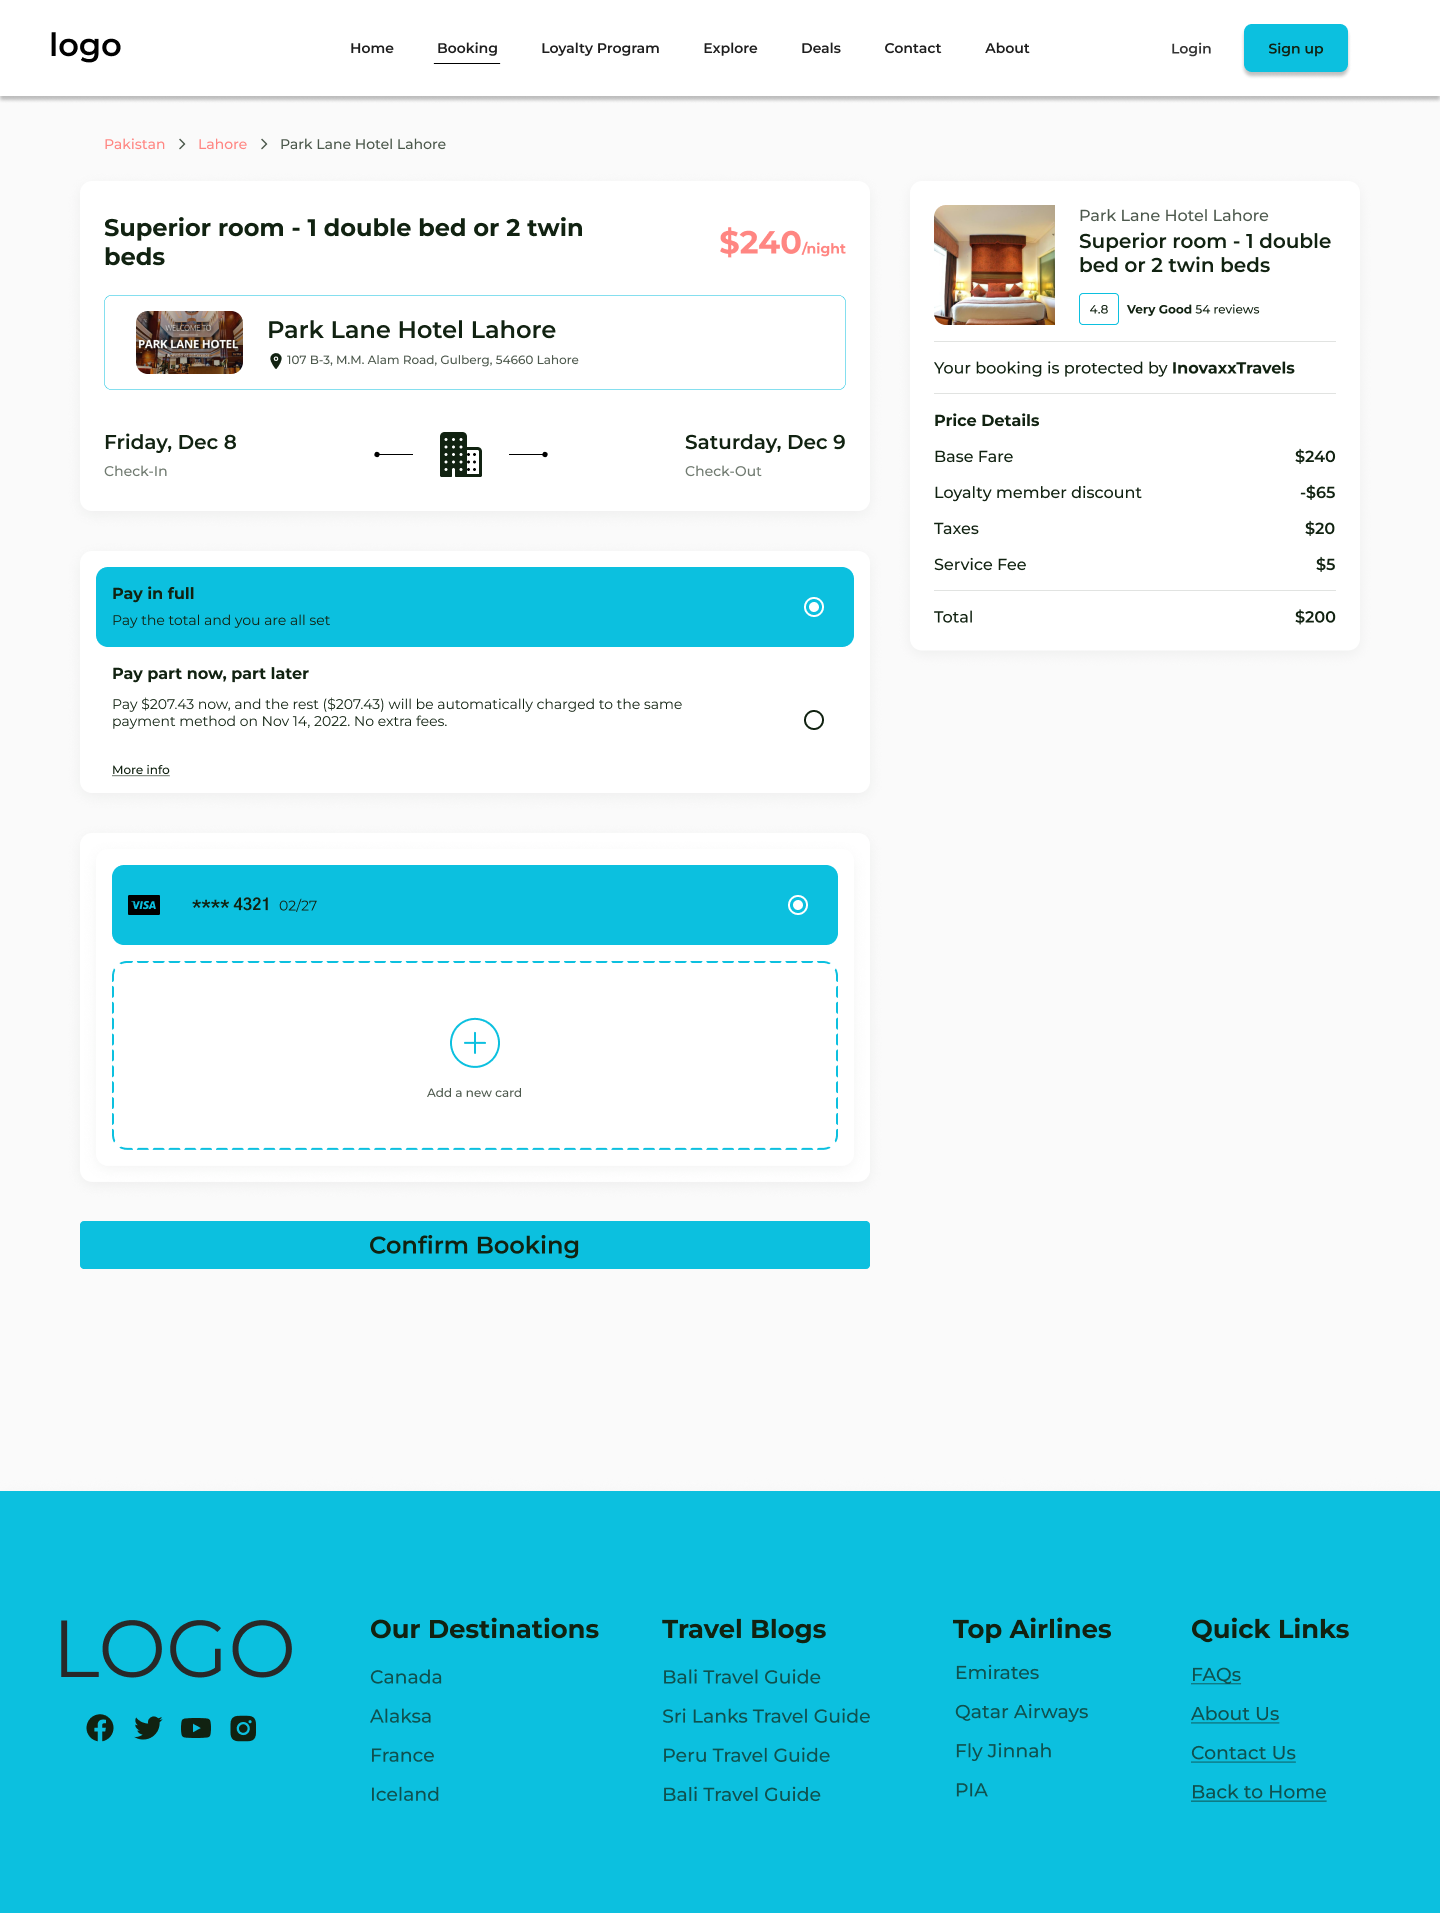 logo
Home
Booking
Loyalty Program
Explore
Deals
Contact
About
Login
Sign up
Pakistan
Lahore
Park Lane Hotel Lahore
Superior room - 1 double bed or 2 twin
beds
$240/night
WELCOME TO
PARK LANE HOTEL
Park Lane Hotel Lahore
107 B-3, M.M. Alam Road, Gulberg, 54660 Lahore
Friday, Dec 8
Check-In
Saturday, Dec 9
Check-Out
Park Lane Hotel Lahore
Superior room - 1 double
bed or 2 twin beds
4.8
Very Good 54 reviews
Your booking is protected by InovaxxTravels
Price Details
Base Fare $240
Loyalty member discount -$65
Taxes $20
Service Fee $5
Total $200
Pay in full
Pay the total and you are all set
Pay part now, part later
Pay $207.43 now, and the rest ($207.43) will be automatically charged to the same
payment method on Nov 14, 2022. No extra fees.
More info
VISA
**** 4321 02/27
Add a new card
Confirm Booking
LOGO
Our Destinations
Canada
Alaksa
France
Iceland
Travel Blogs
Bali Travel Guide
Sri Lanks Travel Guide
Peru Travel Guide
Bali Travel Guide
Top Airlines
Emirates
Qatar Airways
Fly Jinnah
PIA
Quick Links
FAQs
About Us
Contact Us
Back to Home